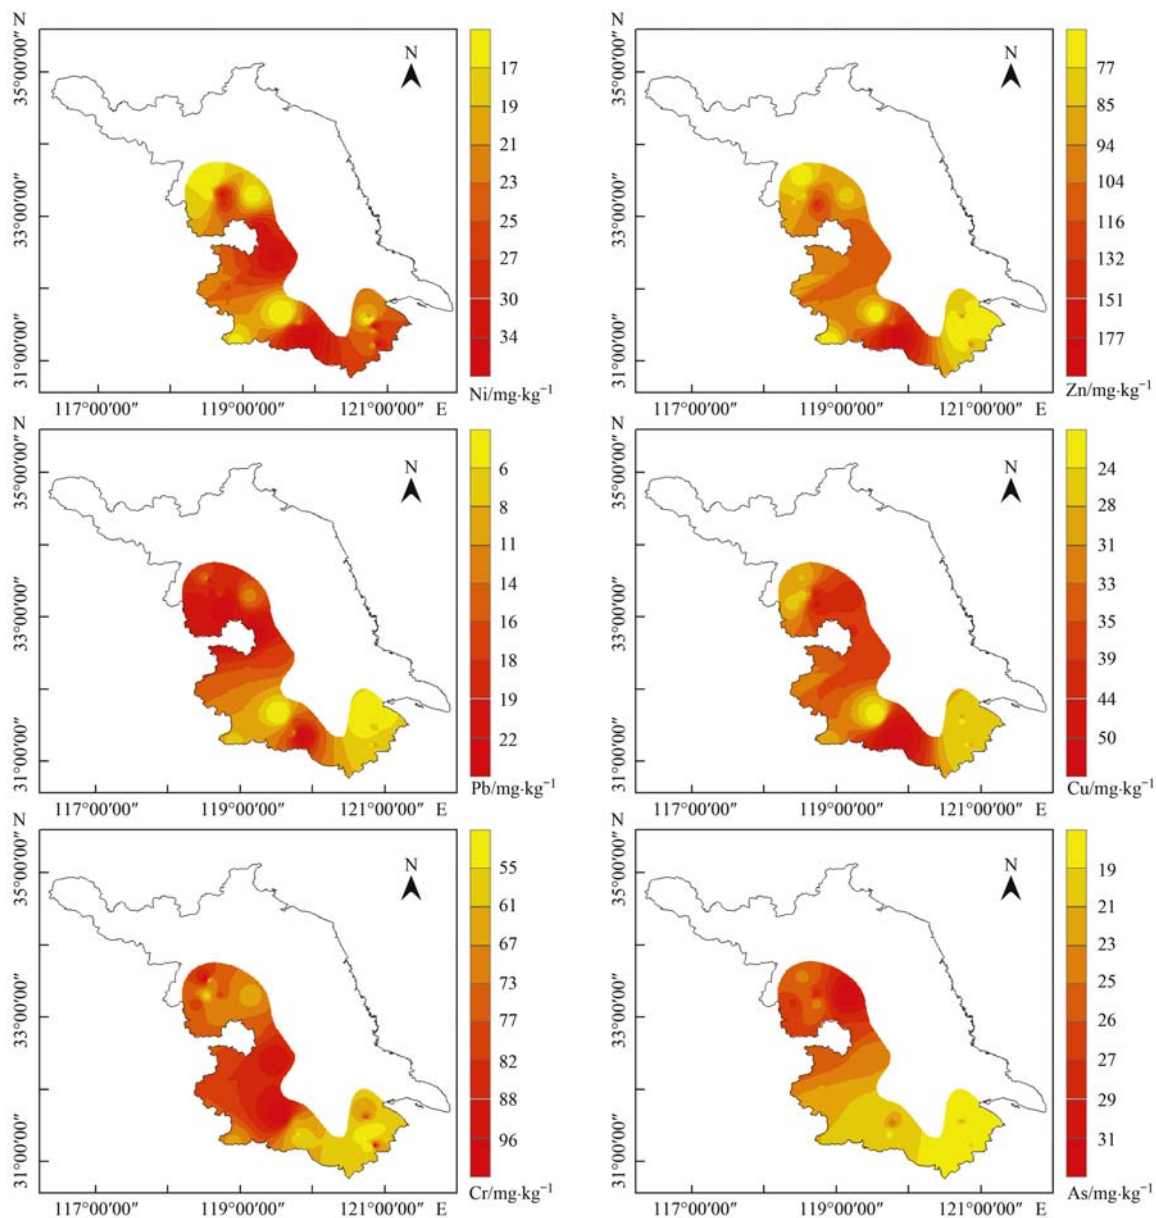 N
35°00′00″
33°00′00″
31°00′00″
N
17
19
21
23
25
27
30
34
Ni/mg·kg⁻¹
117°00′00″ 119°00′00″ 121°00′00″ E
N
35°00′00″
33°00′00″
31°00′00″
N
77
85
94
104
116
132
151
177
Zn/mg·kg⁻¹
117°00′00″ 119°00′00″ 121°00′00″ E
N
35°00′00″
33°00′00″
31°00′00″
N
6
8
11
14
16
18
19
22
Pb/mg·kg⁻¹
117°00′00″ 119°00′00″ 121°00′00″ E
N
35°00′00″
33°00′00″
31°00′00″
N
24
28
31
33
35
39
44
50
Cu/mg·kg⁻¹
117°00′00″ 119°00′00″ 121°00′00″ E
N
35°00′00″
33°00′00″
31°00′00″
N
55
61
67
73
77
82
88
96
Cr/mg·kg⁻¹
117°00′00″ 119°00′00″ 121°00′00″ E
N
35°00′00″
33°00′00″
31°00′00″
N
19
21
23
25
26
27
29
31
As/mg·kg⁻¹
117°00′00″ 119°00′00″ 121°00′00″ E